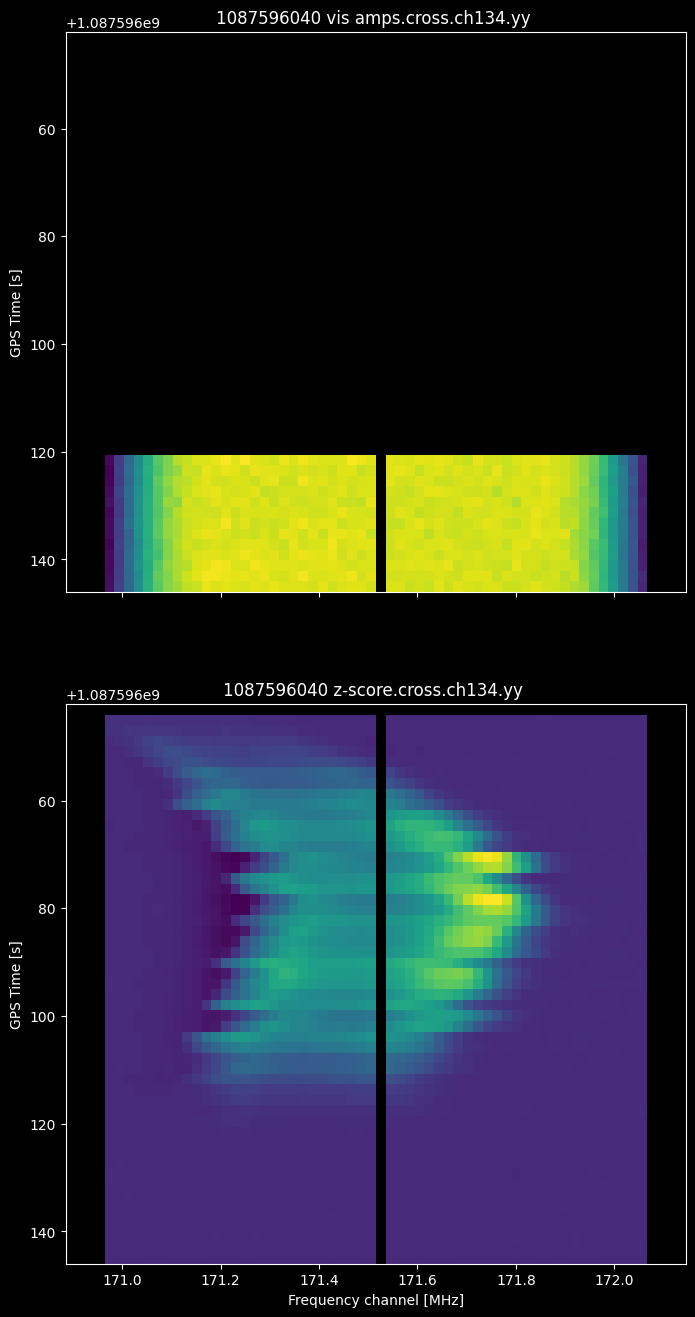 1087596040 vis amps.cross.ch134.yy
+1.087596e9
60
80
100
120
140
GPS Time [s]
1087596040 z-score.cross.ch134.yy
+1.087596e9
60
80
100
120
140
GPS Time [s]
171.0 171.2 171.4 171.6 171.8 172.0
Frequency channel [MHz]